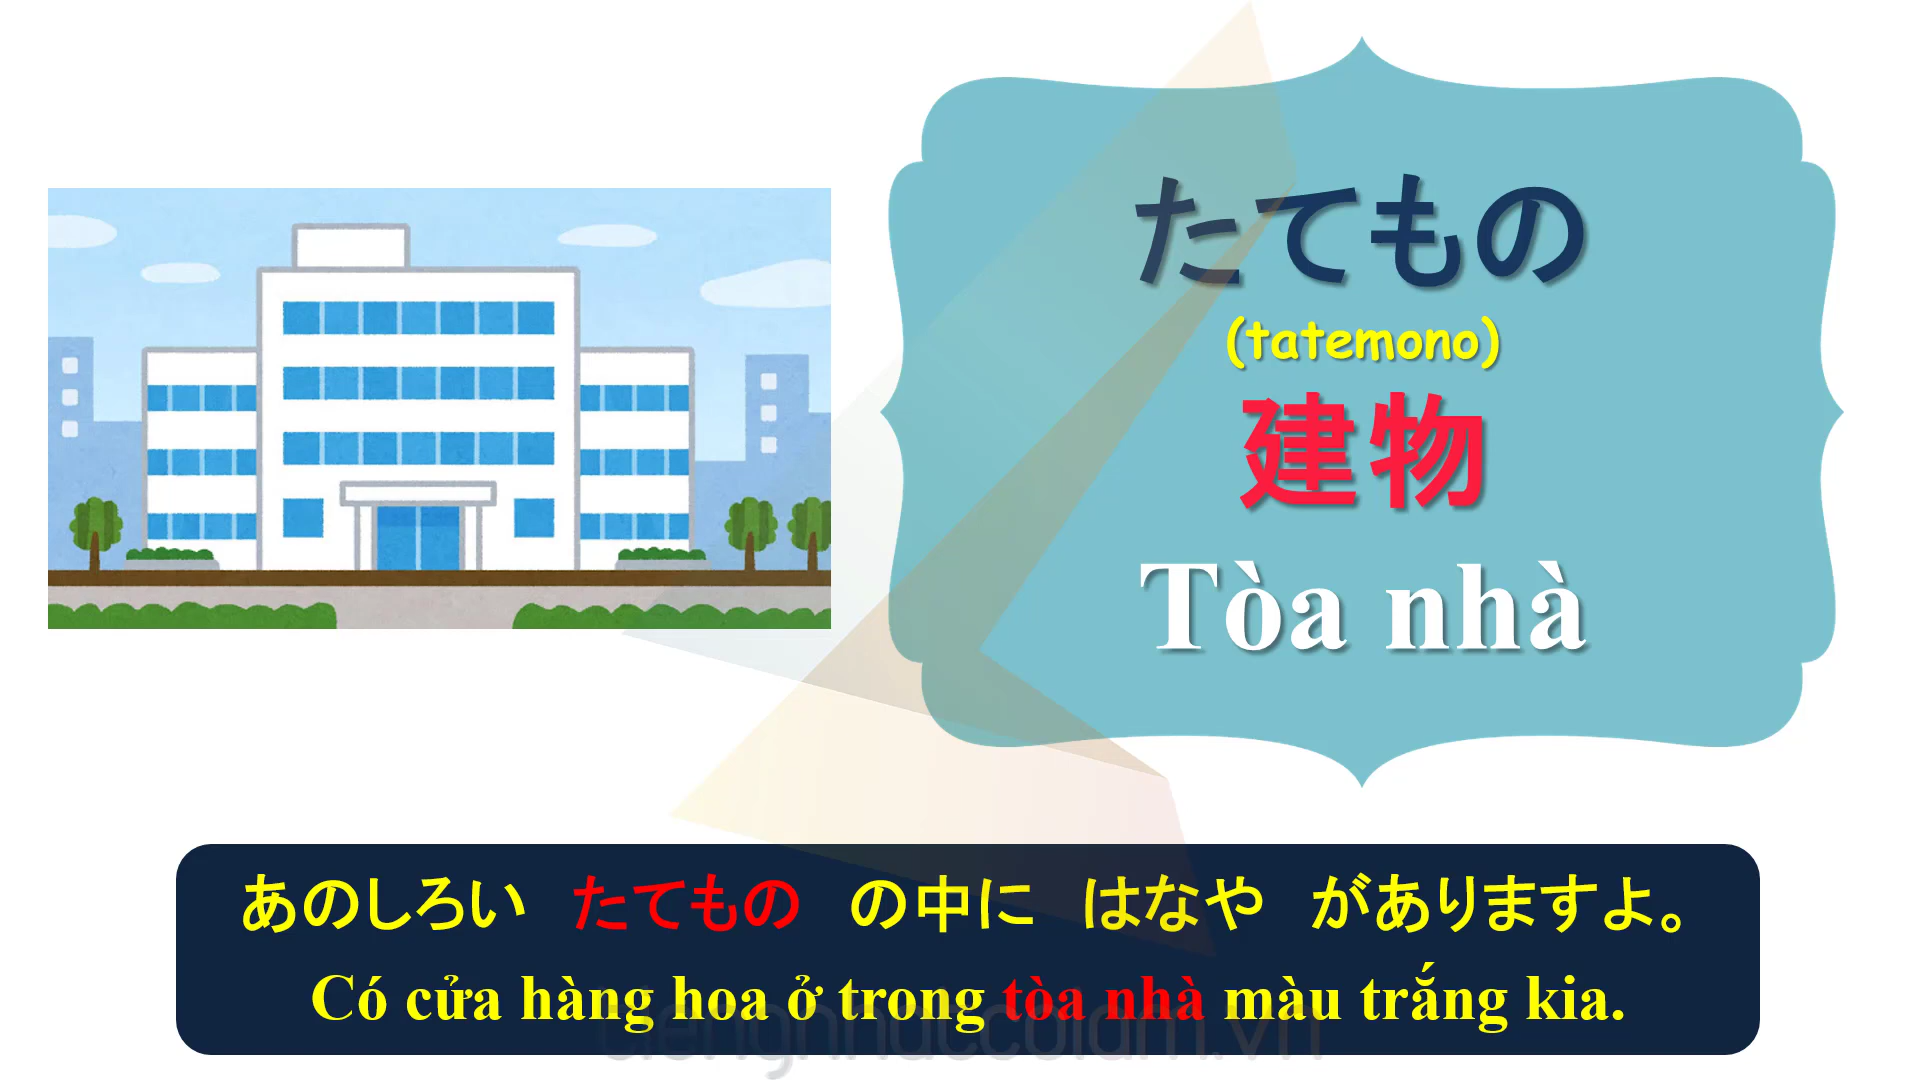 たてもの
(tatemono)
建物
Tòa nhà
あのしろい たてもの の中に はなや がありますよ。
Có cửa hàng hoa ở trong tòa nhà màu trắng kia.
tiengnhatcolam.vn